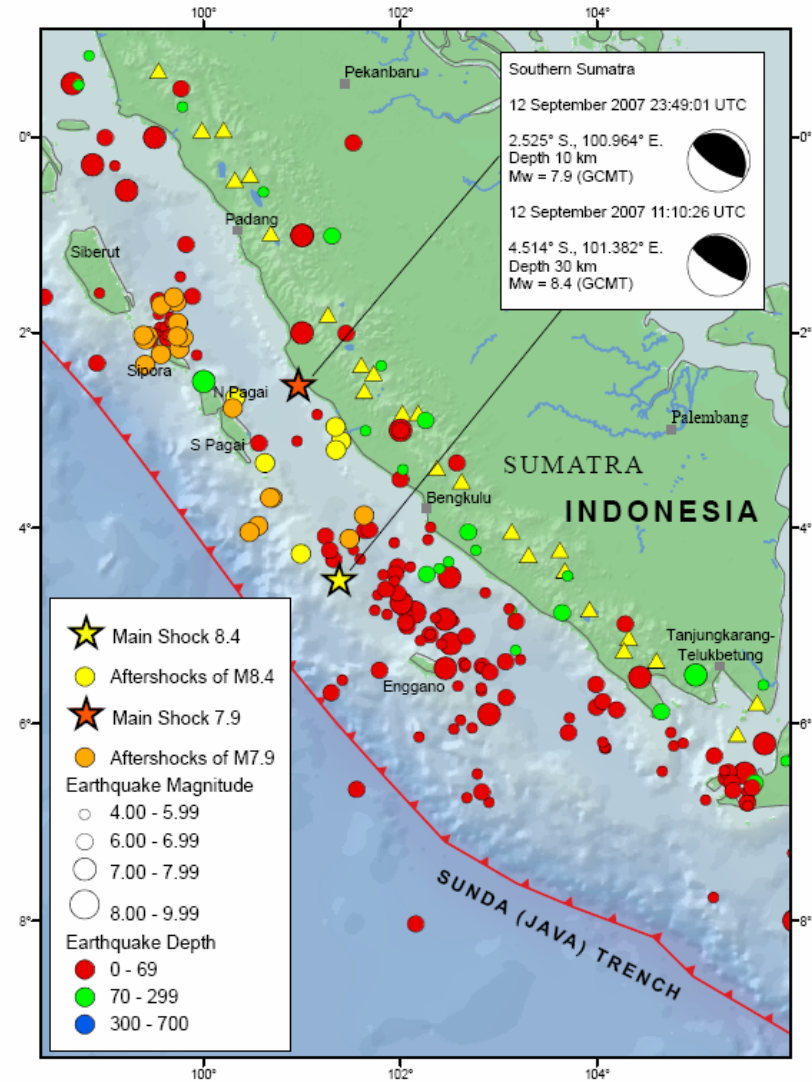 100°
102°
104°
0°
0°
2°
2°
4°
4°
6°
6°
8°
8°
100°
102°
104°
Pekanbaru
Padang
Siberut
Sipora
N Pagai
S Pagai
Bengkulu
Palembang
SUMATRA
INDONESIA
Enggano
Tanjungkarang-
Telukbetung
SUNDA (JAVA) TRENCH
Southern Sumatra
12 September 2007 23:49:01 UTC
2.525° S., 100.964° E.
Depth 10 km
Mw = 7.9 (GCMT)
12 September 2007 11:10:26 UTC
4.514° S., 101.382° E.
Depth 30 km
Mw = 8.4 (GCMT)
Main Shock 8.4
Aftershocks of M8.4
Main Shock 7.9
Aftershocks of M7.9
Earthquake Magnitude
4.00 - 5.99
6.00 - 6.99
7.00 - 7.99
8.00 - 9.99
Earthquake Depth
0 - 69
70 - 299
300 - 700